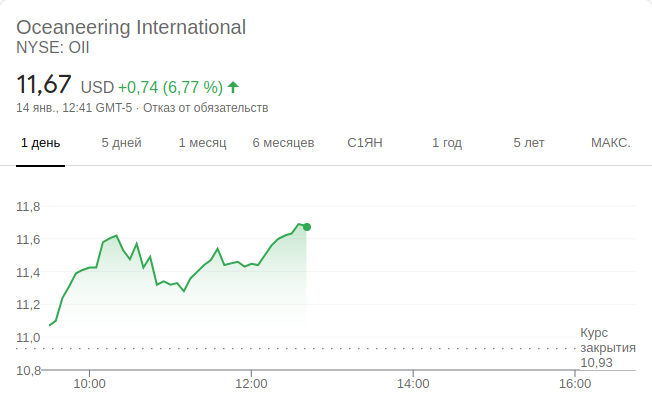 Oceaneering International
NYSE: OII
11,67 USD +0,74 (6,77 %)
14 янв., 12:41 GMT-5 · Отказ от обязательств
1 день 5 дней 1 месяц 6 месяцев С1ЯН 1 год 5 лет МАКС.
11,8
11,6
11,4
11,2
11,0
Курс
закрытия
10,93
10,8
10:00 12:00 14:00 16:00